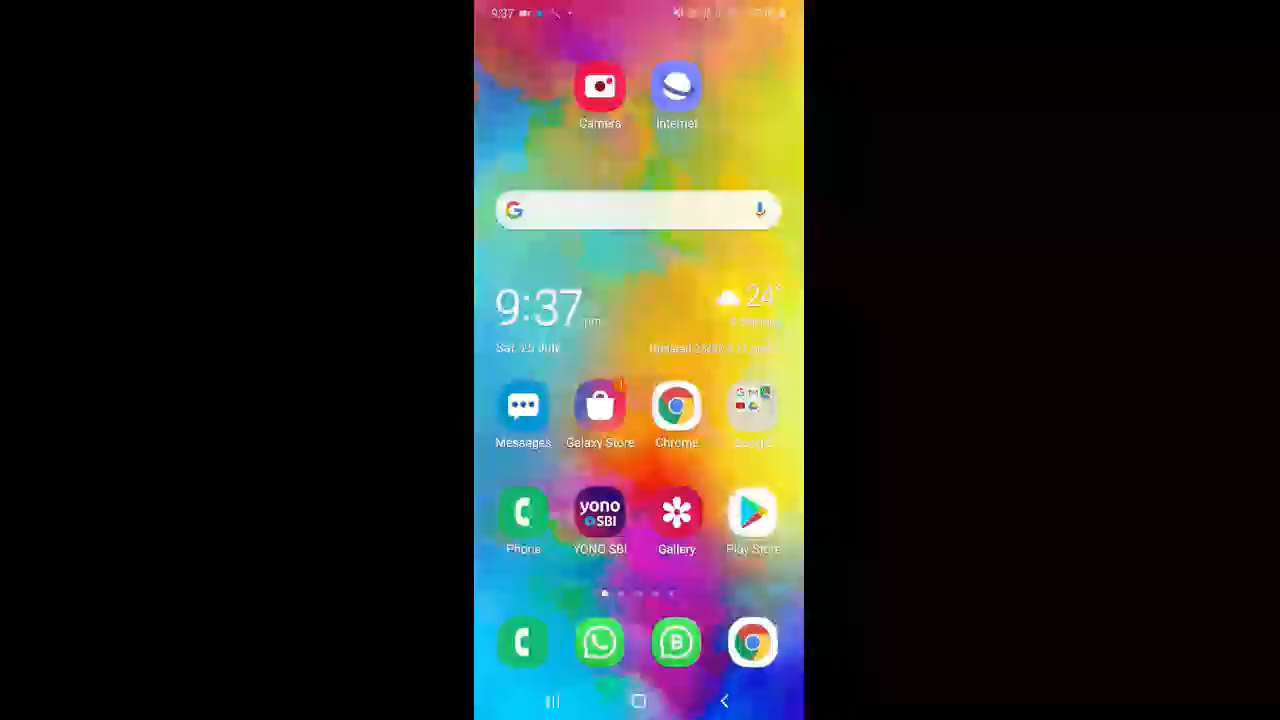 9:37
Camera Internet
9:37 pm
24°
Sat, 25 July
Messages Galaxy Store Chrome Google
yono
SBI
Phone YONO SBI Gallery Play Store
B